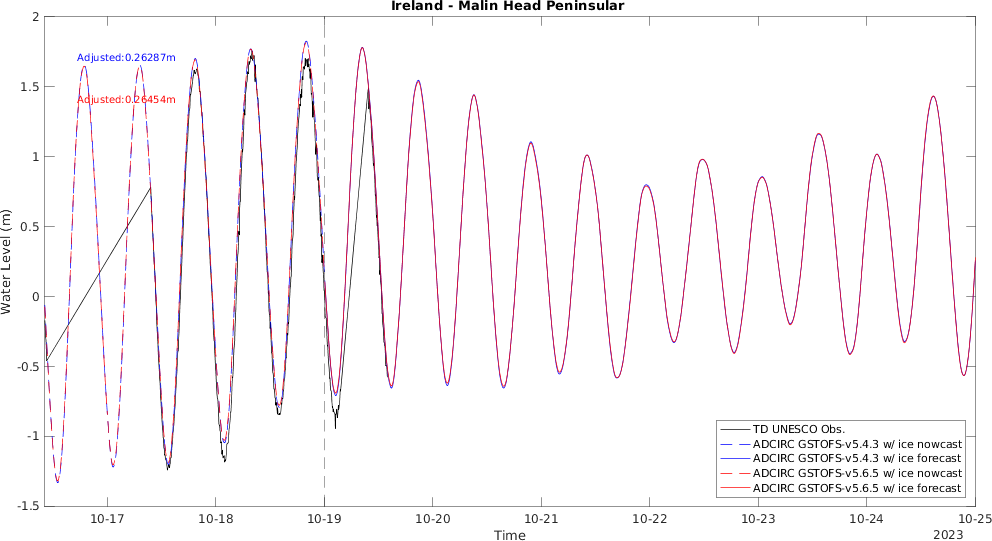 Ireland - Malin Head Peninsular
2
1.5
1
0.5
0
-0.5
-1
-1.5
Water Level (m)
Adjusted:0.26287m
Adjusted:0.26454m
TD UNESCO Obs.
ADCIRC GSTOFS-v5.4.3 w/ ice nowcast
ADCIRC GSTOFS-v5.4.3 w/ ice forecast
ADCIRC GSTOFS-v5.6.5 w/ ice nowcast
ADCIRC GSTOFS-v5.6.5 w/ ice forecast
10-17 10-18 10-19 10-20 10-21 10-22 10-23 10-24 10-25
Time
2023